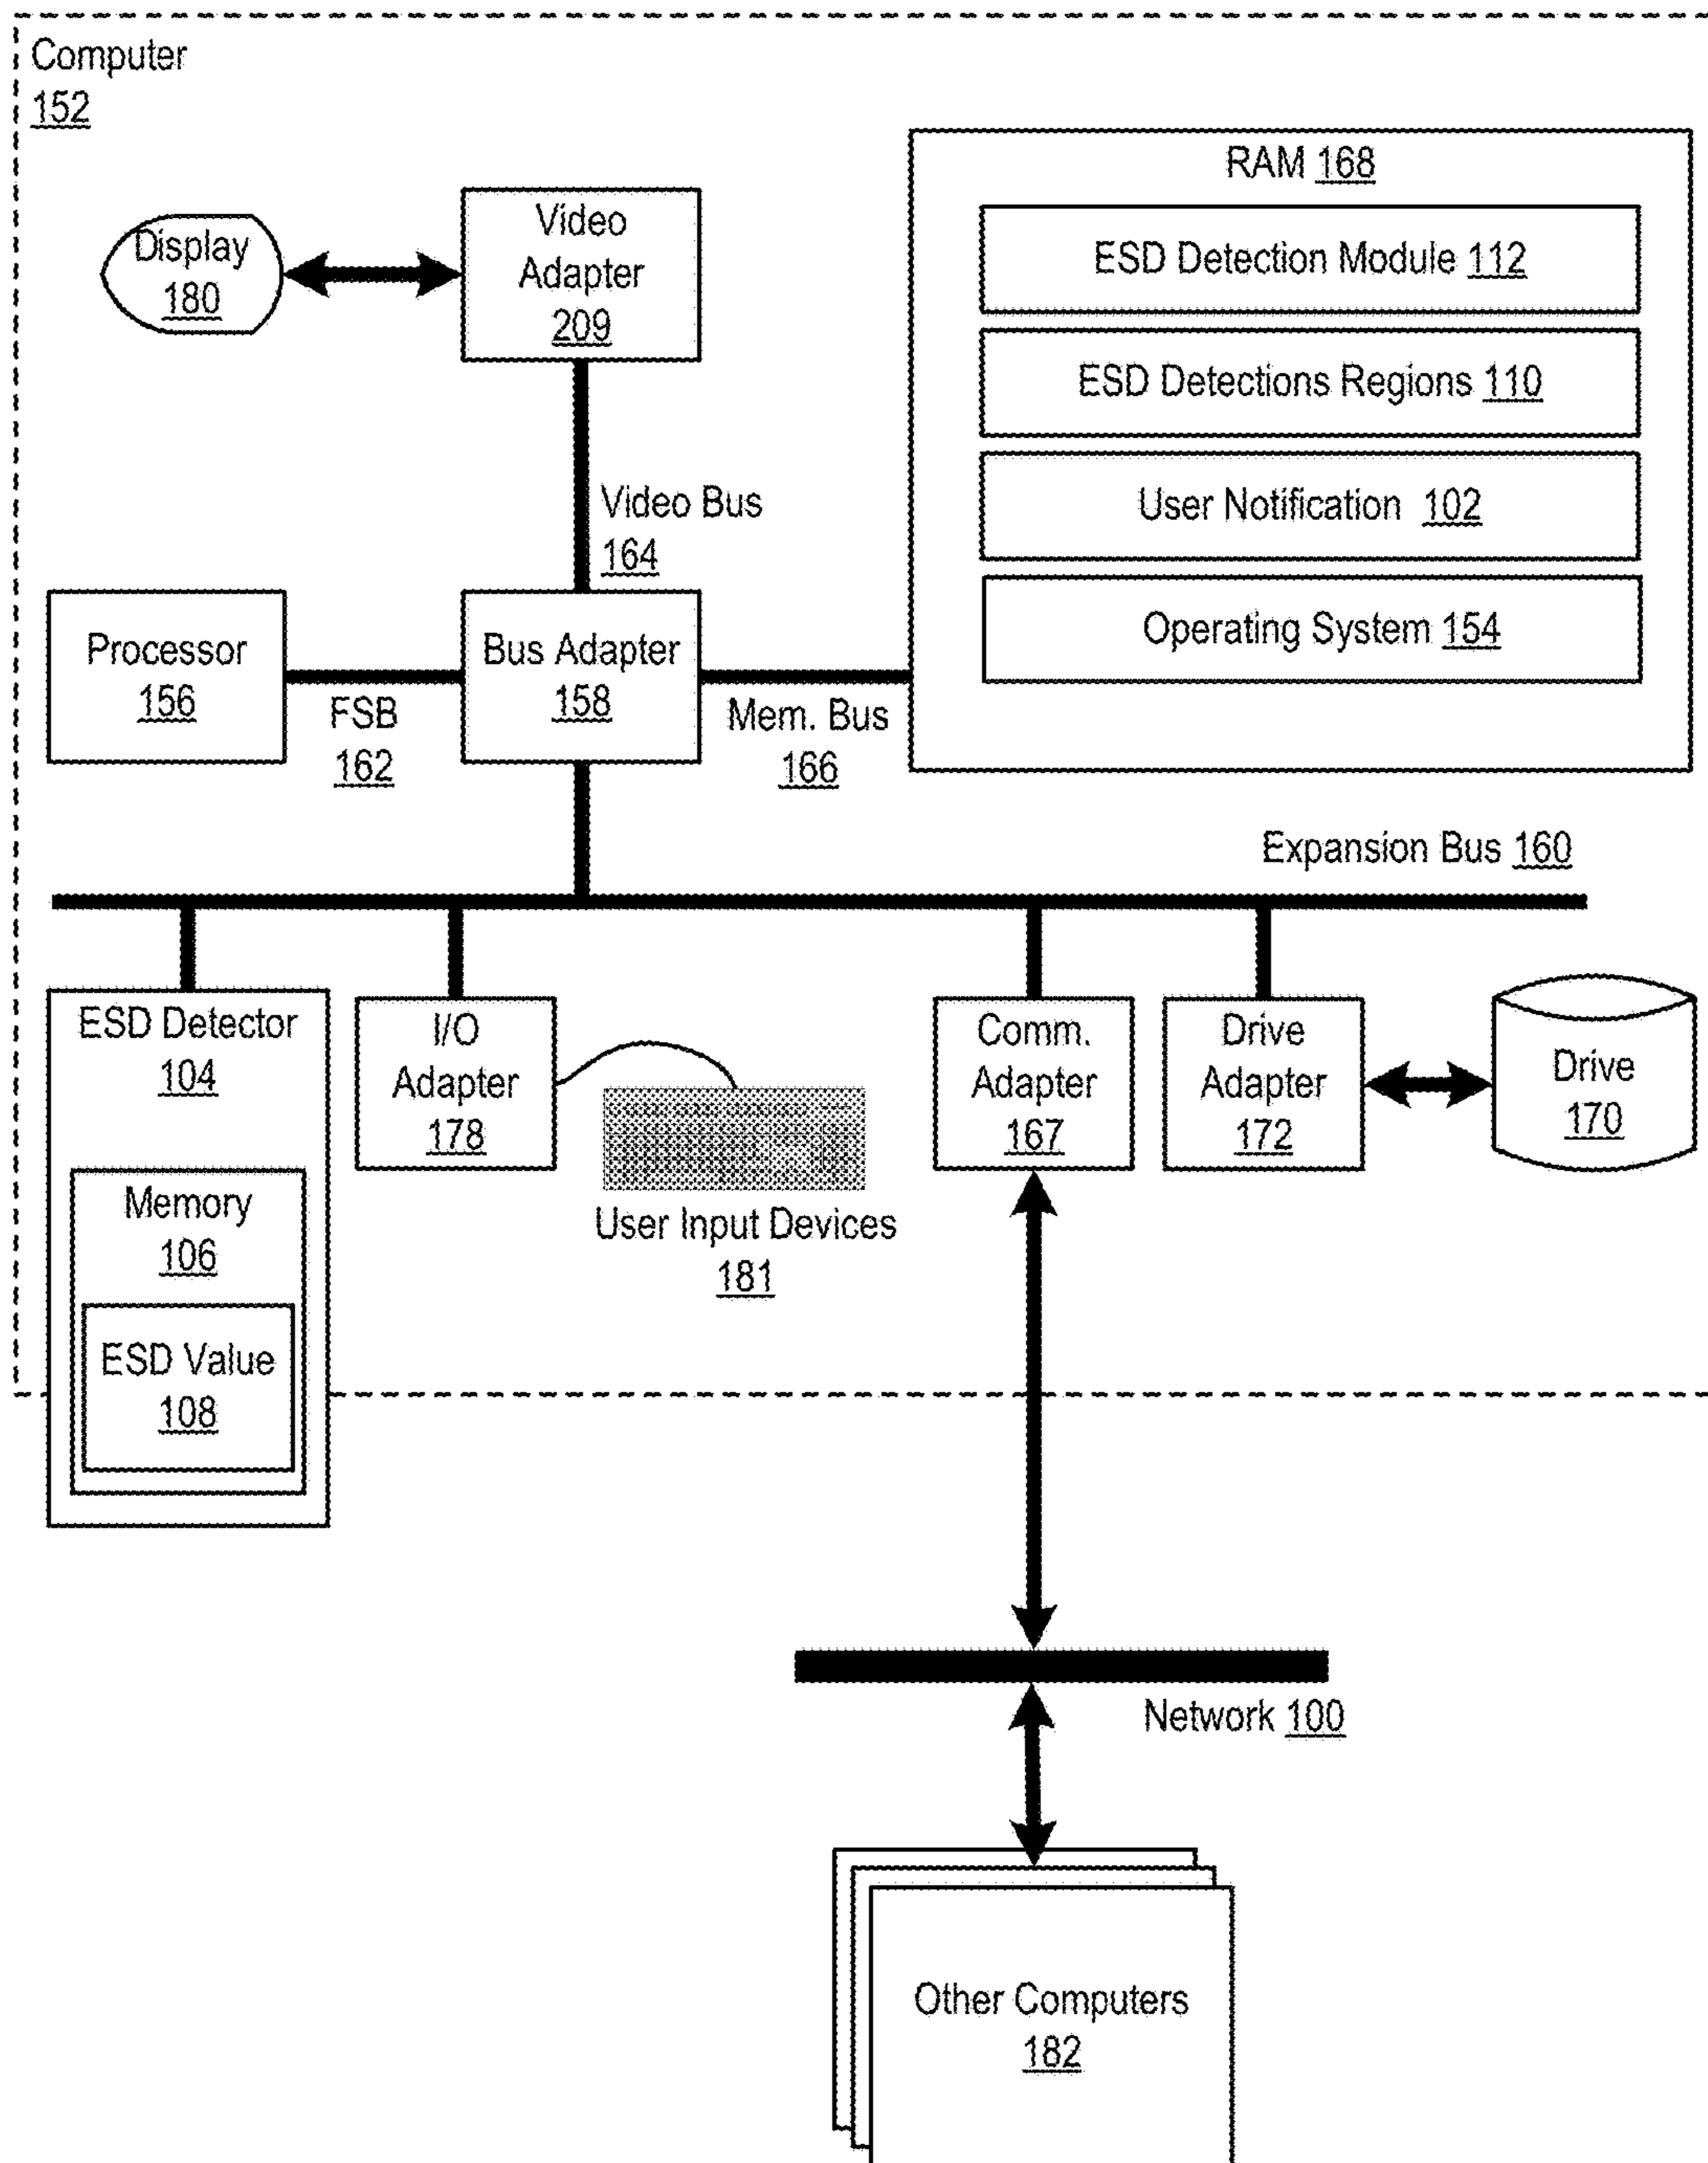 Computer
152
RAM 168
ESD Detection Module 112
ESD Detections Regions 110
User Notification 102
Operating System 154
Display
180
Video
Adapter
209
Video Bus
164
Processor
156
FSB
162
Bus Adapter
158
Mem. Bus
166
Expansion Bus 160
ESD Detector
104
Memory
106
ESD Value
108
I/O
Adapter
178
User Input Devices
181
Comm.
Adapter
167
Drive
Adapter
172
Drive
170
Network 100
Other Computers
182